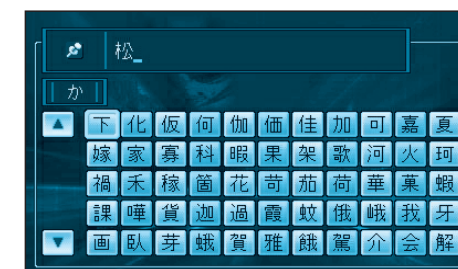 松_
か
下化仮何伽価佳加可嘉夏
嫁家寡科暇果架歌河火珂
禍禾稼箇花苛茄荷華菓蝦
課嘩貨迦過霞蚊俄峨我牙
画臥芽蛾賀雅餓駕介会解